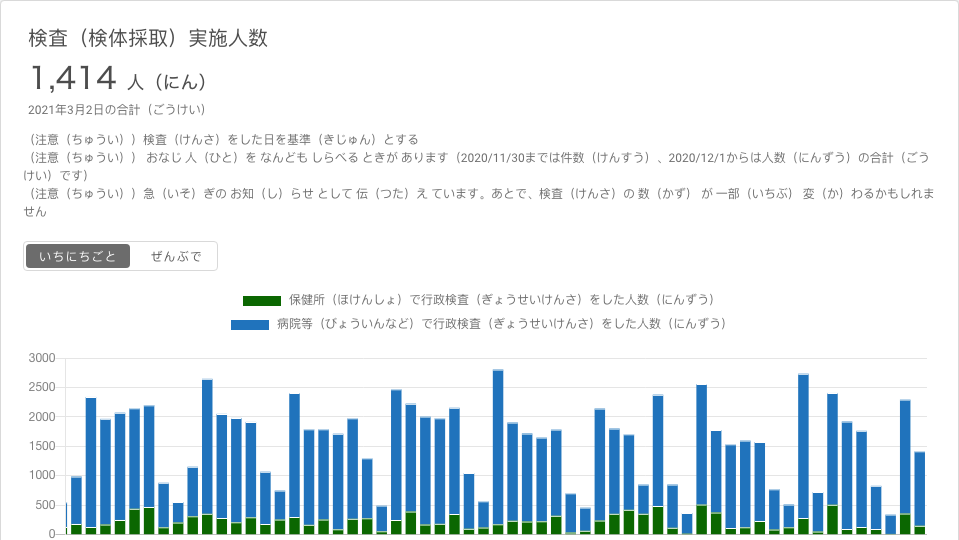 検査（検体採取）実施人数
1,414 人（にん）
2021年3月2日の合計（ごうけい）
（注意（ちゅうい））検査（けんさ）をした日を基準（きじゅん）とする
（注意（ちゅうい）） おなじ 人（ひと）を なんども しらべる ときが あります（2020/11/30までは件数（けんすう）、2020/12/1からは人数（にんずう）の合計（ごう
けい）です）
（注意（ちゅうい））急（いそ）ぎの お知（し）らせ として 伝（つた）え ています。あとで、検査（けんさ）の 数（かず） が 一部（いちぶ） 変（か）わるかもしれま
せん
いちにちごと ぜんぶで
保健所（ほけんしょ）で行政検査（ぎょうせいけんさ）をした人数（にんずう）
病院等（びょういんなど）で行政検査（ぎょうせいけんさ）をした人数（にんずう）
3000
2500
2000
1500
1000
500
0